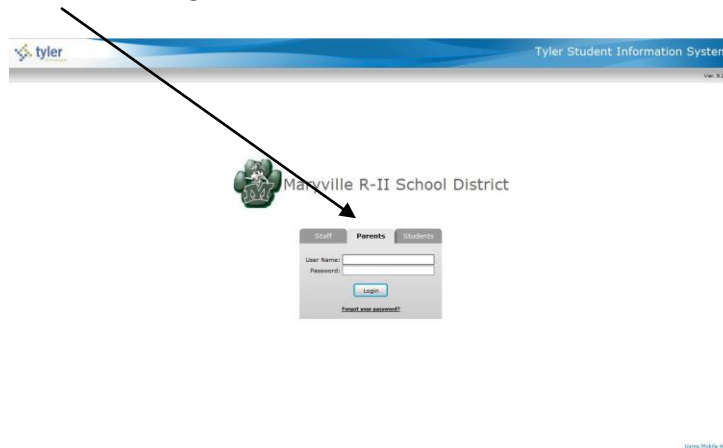 tyler
Tyler Student Information System
Maryville R-II School District
Staff Parents Students
User Name:
Password:
Login
Forgot your password?